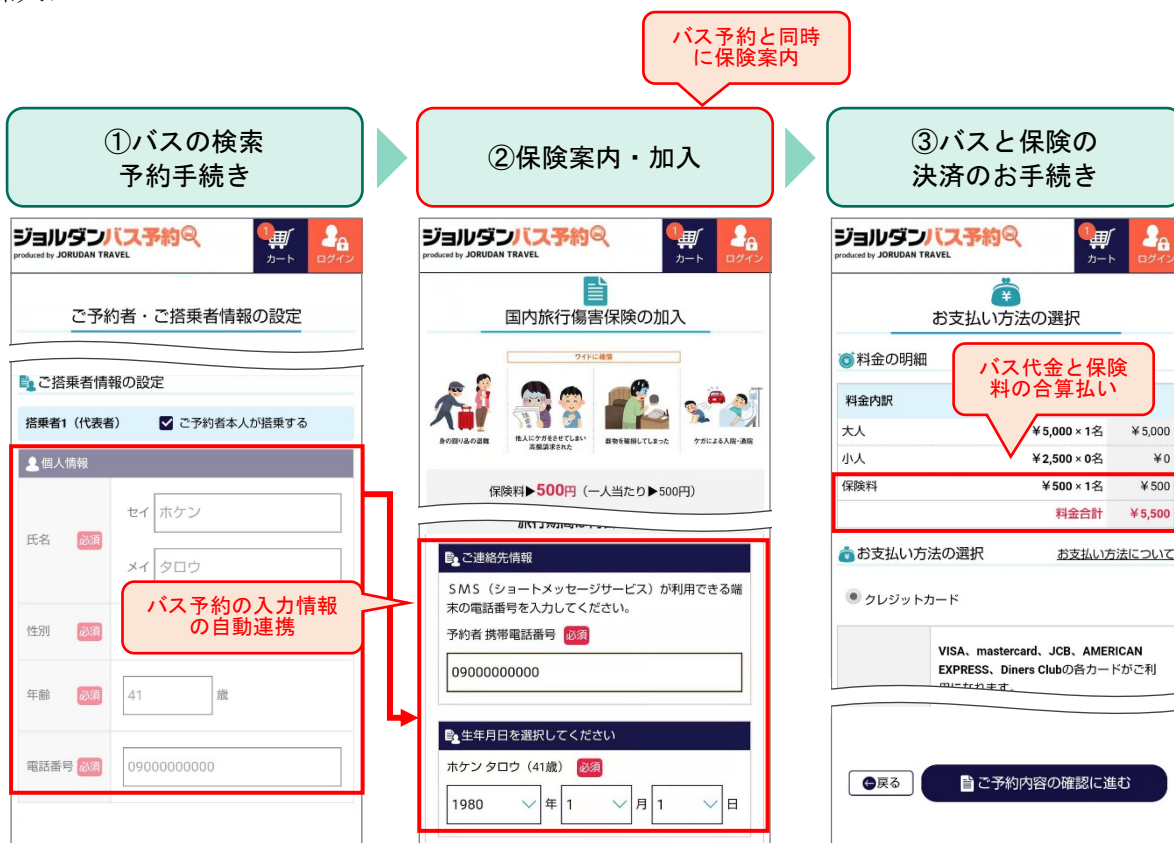 バス予約と同時
に保険案内
①バスの検索
予約手続き
②保険案内・加入
③バスと保険の
決済のお手続き
ジョルダンバス予約
produced by JORUDAN TRAVEL
1
カート
ログイン
ご予約者・ご搭乗者情報の設定
ご搭乗者情報の設定
搭乗者1（代表者）
ご予約者本人が搭乗する
個人情報
氏名 必須
セイ ホケン
メイ タロウ
バス予約の入力情報
の自動連携
性別 必須
年齢 必須 41 歳
電話番号 必須 09000000000
ジョルダンバス予約
produced by JORUDAN TRAVEL
1
カート
ログイン
国内旅行傷害保険の加入
ワイドに補償
身の回り品の盗難
他人にケガをさせてしまい
高額請求された
器物を破損してしまった
ケガによる入院・通院
保険料▶500円（一人当たり▶500円）
ご連絡先情報
ＳＭＳ（ショートメッセージサービス）が利用できる端
末の電話番号を入力してください。
予約者 携帯電話番号 必須
09000000000
生年月日を選択してください
ホケン タロウ（41歳） 必須
1980 年 1 月 1 日
ジョルダンバス予約
produced by JORUDAN TRAVEL
1
カート
ログイン
¥
お支払い方法の選択
料金の明細
バス代金と保険
料の合算払い
料金内訳
大人 ¥5,000 × 1名 ¥5,000
小人 ¥2,500 × 0名 ¥0
保険料 ¥500 × 1名 ¥500
料金合計 ¥5,500
お支払い方法の選択 お支払い方法について
クレジットカード
VISA、mastercard、JCB、AMERICAN
EXPRESS、Diners Clubの各カードがご利
用になれます。
戻る
ご予約内容の確認に進む